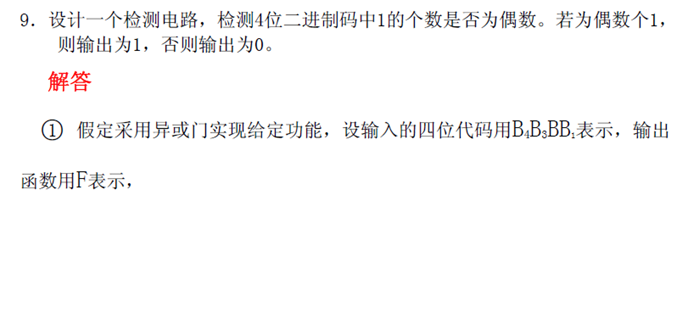 9. 设计一个检测电路，检测4位二进制码中1的个数是否为偶数。若为偶数个1，
则输出为1，否则输出为0。
解答
① 假定采用异或门实现给定功能，设输入的四位代码用B₄B₃BB₁表示，输出
函数用F表示，